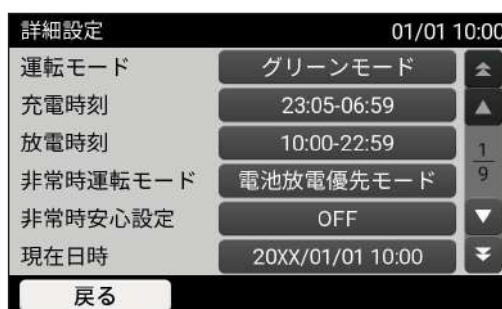 詳細設定 01/01 10:00
運転モード グリーンモード
充電時刻 23:05-06:59
放電時刻 10:00-22:59
1
9
非常時運転モード 電池放電優先モード
非常時安心設定 OFF
現在日時 20XX/01/01 10:00
戻る